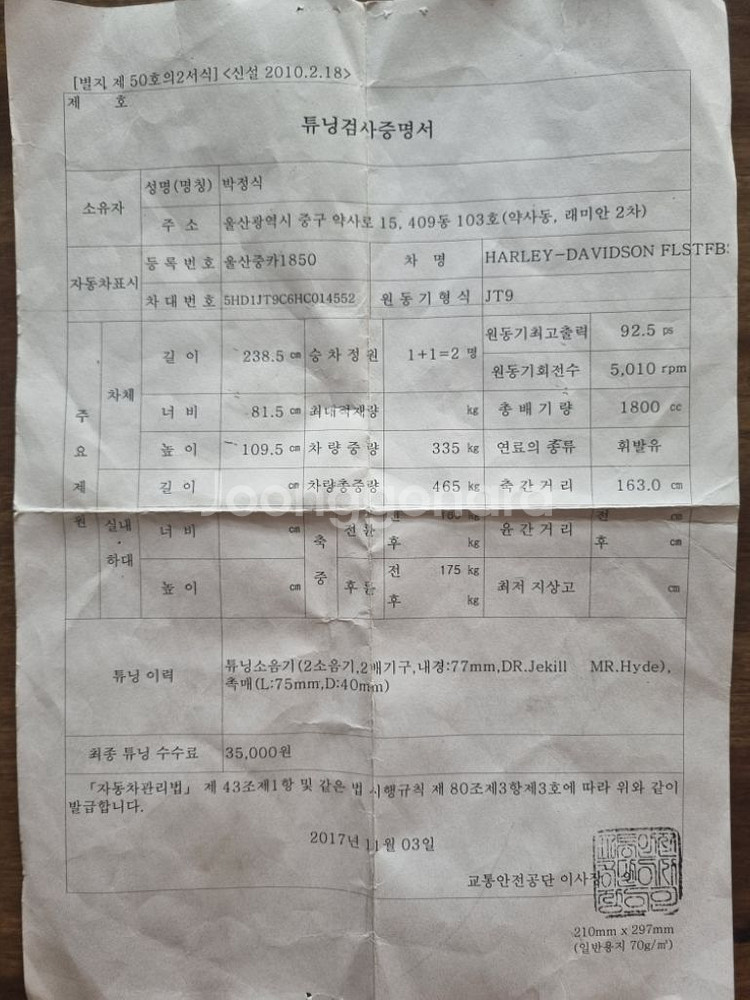 [별지 제 50호의2서식] <신설 2010.2.18>
제 호
튜닝검사증명서
소유자
성명(명칭) 박정식
주 소 울산광역시 중구 약사로 15, 409동 103호(약사동, 래미안 2차)
자동차표시
등 록 번 호 울산중카1850 차 명 HARLEY-DAVIDSON FLSTFB
차 대 번 호 5HD1JT9C6HC014552 원 동 기 형 식 JT9
주 요 제 원
차체
길 이 238.5 cm 승 차 정 원 1+1=2 명 원동기최고출력 92.5 ps
원동기회전수 5,010 rpm
너 비 81.5 cm 최대적재량 kg 총 배 기 량 1800 cc
높 이 109.5 cm 차 량 중 량 335 kg 연료의 종류 휘발유
실내 · 하대
길 이 cm 차량총중량 465 kg 축 간 거 리 163.0 cm
너 비 cm 축 중 전 kg 윤 간 거 리 전 cm
후 kg 후 cm
높 이 cm 후 전 175 kg 최저 지상고 cm
후 kg
튜닝 이력
튜닝소음기(2소음기,2배기구,내경:77mm,DR.Jekill MR.Hyde),
촉매(L:75mm,D:40mm)
최종 튜닝 수수료 35,000원
「자동차관리법」 제 43조제1항 및 같은 법 시행규칙 제 80조제3항제3호에 따라 위와 같이
발급합니다.
2017년 11월 03일
교통안전공단 이사장
210mm x 297mm
(일반용지 70g/㎡)
Joonggonara